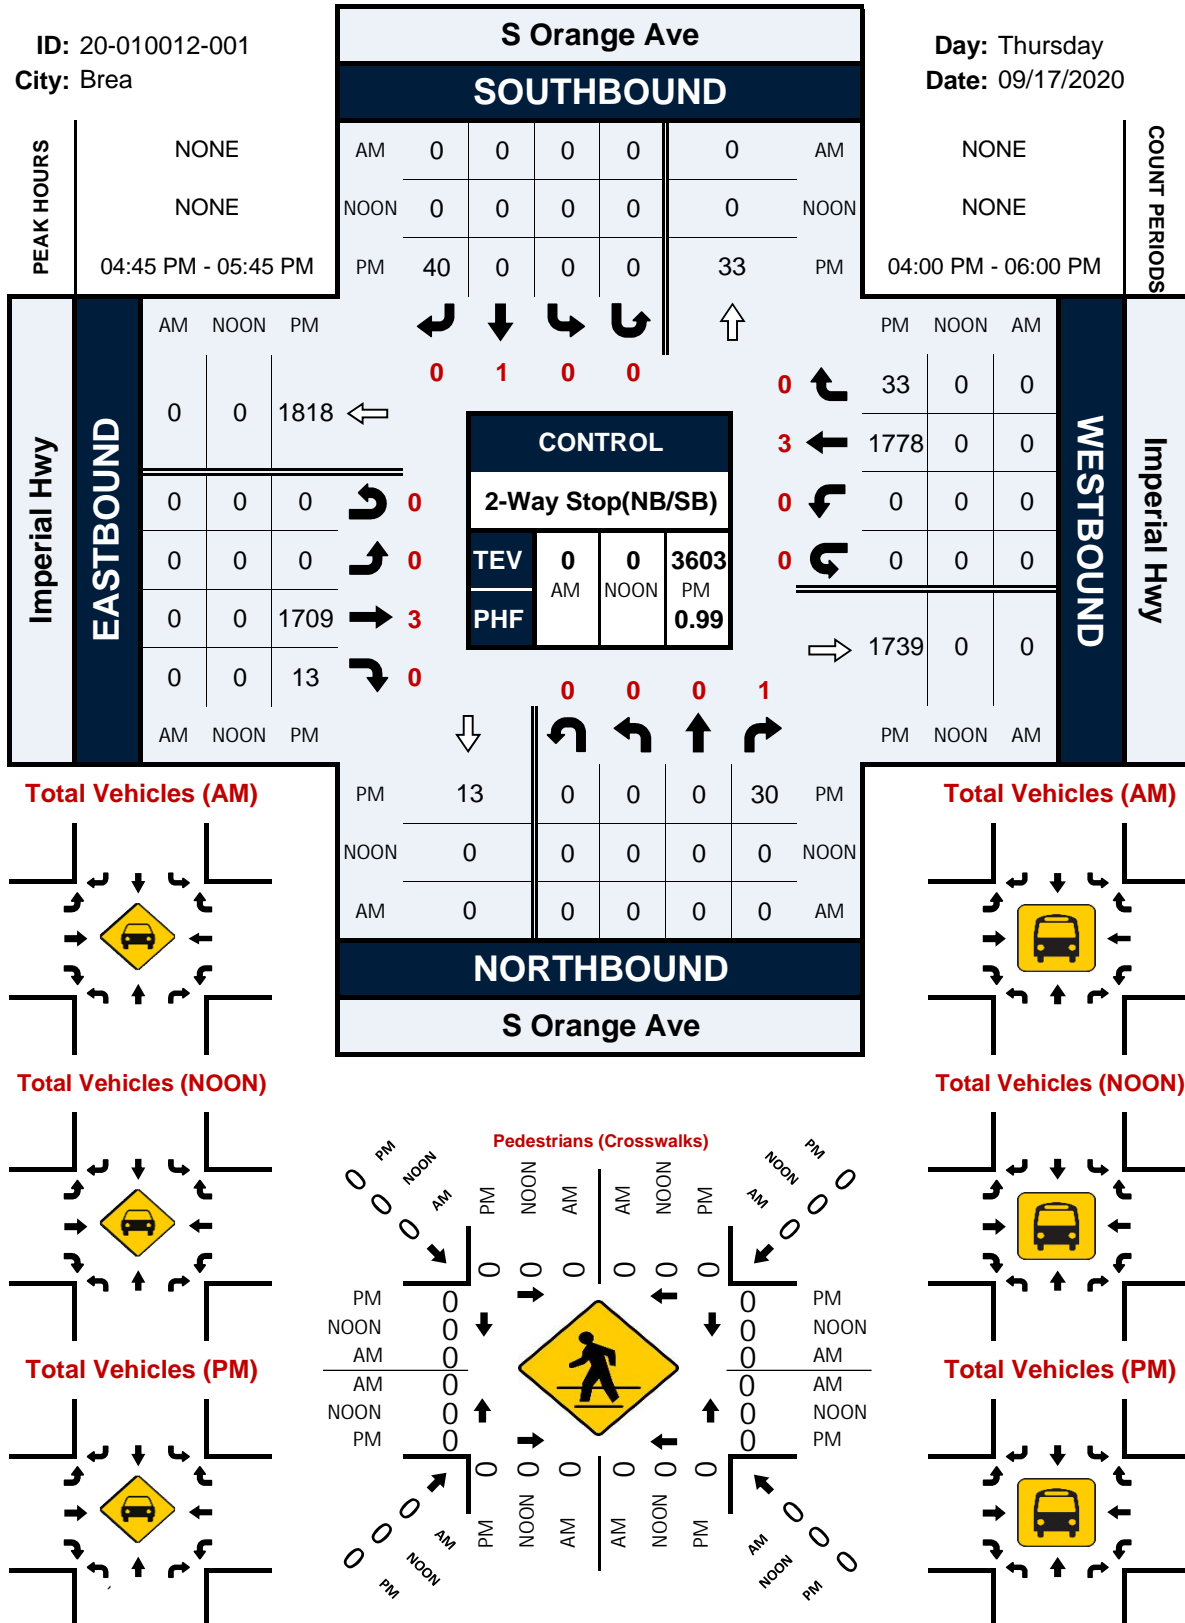 ID: 20-010012-001
City: Brea
S Orange Ave
SOUTHBOUND
Day: Thursday
Date: 09/17/2020
PEAK HOURS
NONE
NONE
04:45 PM - 05:45 PM
AM 0 0 0 0 0 AM
NOON 0 0 0 0 0 NOON
PM 40 0 0 0 33 PM
NONE
NONE
04:00 PM - 06:00 PM
COUNT PERIODS
0 1 0 0
Imperial Hwy
EASTBOUND
AM NOON PM
0 0 1818
0 0 0 0
0 0 0 0
0 0 1709 3
0 0 13 0
AM NOON PM
CONTROL
2-Way Stop(NB/SB)
TEV 0 0 3603
AM NOON PM
PHF 0.99
PM NOON AM
0 33 0 0
3 1778 0 0
0 0 0 0
0 0 0 0
1739 0 0
PM NOON AM
WESTBOUND
Imperial Hwy
0 0 0 1
PM 13 0 0 0 30 PM
NOON 0 0 0 0 0 NOON
AM 0 0 0 0 0 AM
NORTHBOUND
S Orange Ave
Total Vehicles (AM)
Total Vehicles (AM)
Total Vehicles (NOON)
Total Vehicles (NOON)
Total Vehicles (PM)
Total Vehicles (PM)
Pedestrians (Crosswalks)
0 PM
0 NOON
0 AM
PM NOON AM AM NOON PM
PM 0
NOON 0
AM 0
0 0 0 0 0 0
PM 0 0 PM
NOON 0 0 NOON
AM 0 0 AM
AM 0 0 AM
NOON 0 0 NOON
PM 0 0 PM
0 0 0 0 0 0
PM NOON AM AM NOON PM
0 AM
0 NOON
0 PM
AM 0
NOON 0
PM 0